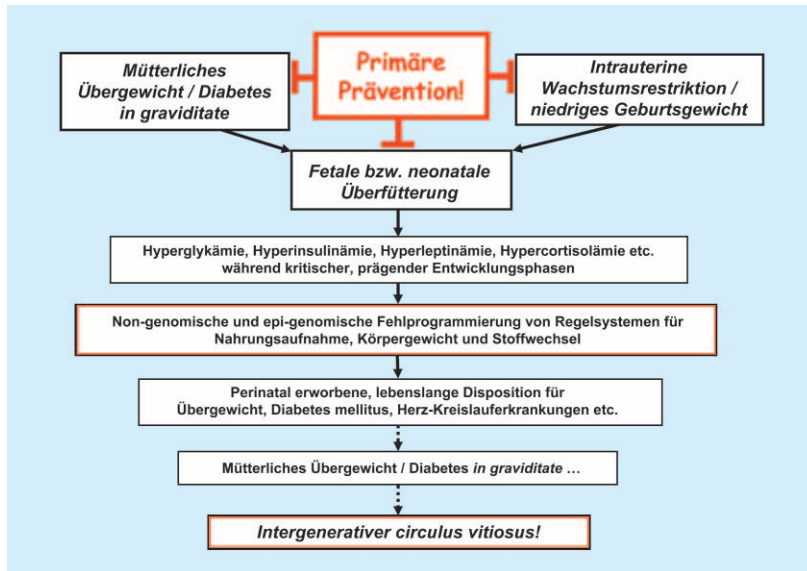 Mütterliches
Übergewicht / Diabetes
in graviditate
Primäre
Prävention!
Intrauterine
Wachstumsrestriktion /
niedriges Geburtsgewicht
Fetale bzw. neonatale
Überfütterung
Hyperglykämie, Hyperinsulinämie, Hyperleptinämie, Hypercortisolämie etc.
während kritischer, prägender Entwicklungsphasen
Non-genomische und epi-genomische Fehlprogrammierung von Regelsystemen für
Nahrungsaufnahme, Körpergewicht und Stoffwechsel
Perinatal erworbene, lebenslange Disposition für
Übergewicht, Diabetes mellitus, Herz-Kreislauferkrankungen etc.
Mütterliches Übergewicht / Diabetes in graviditate ...
Intergenerativer circulus vitiosus!